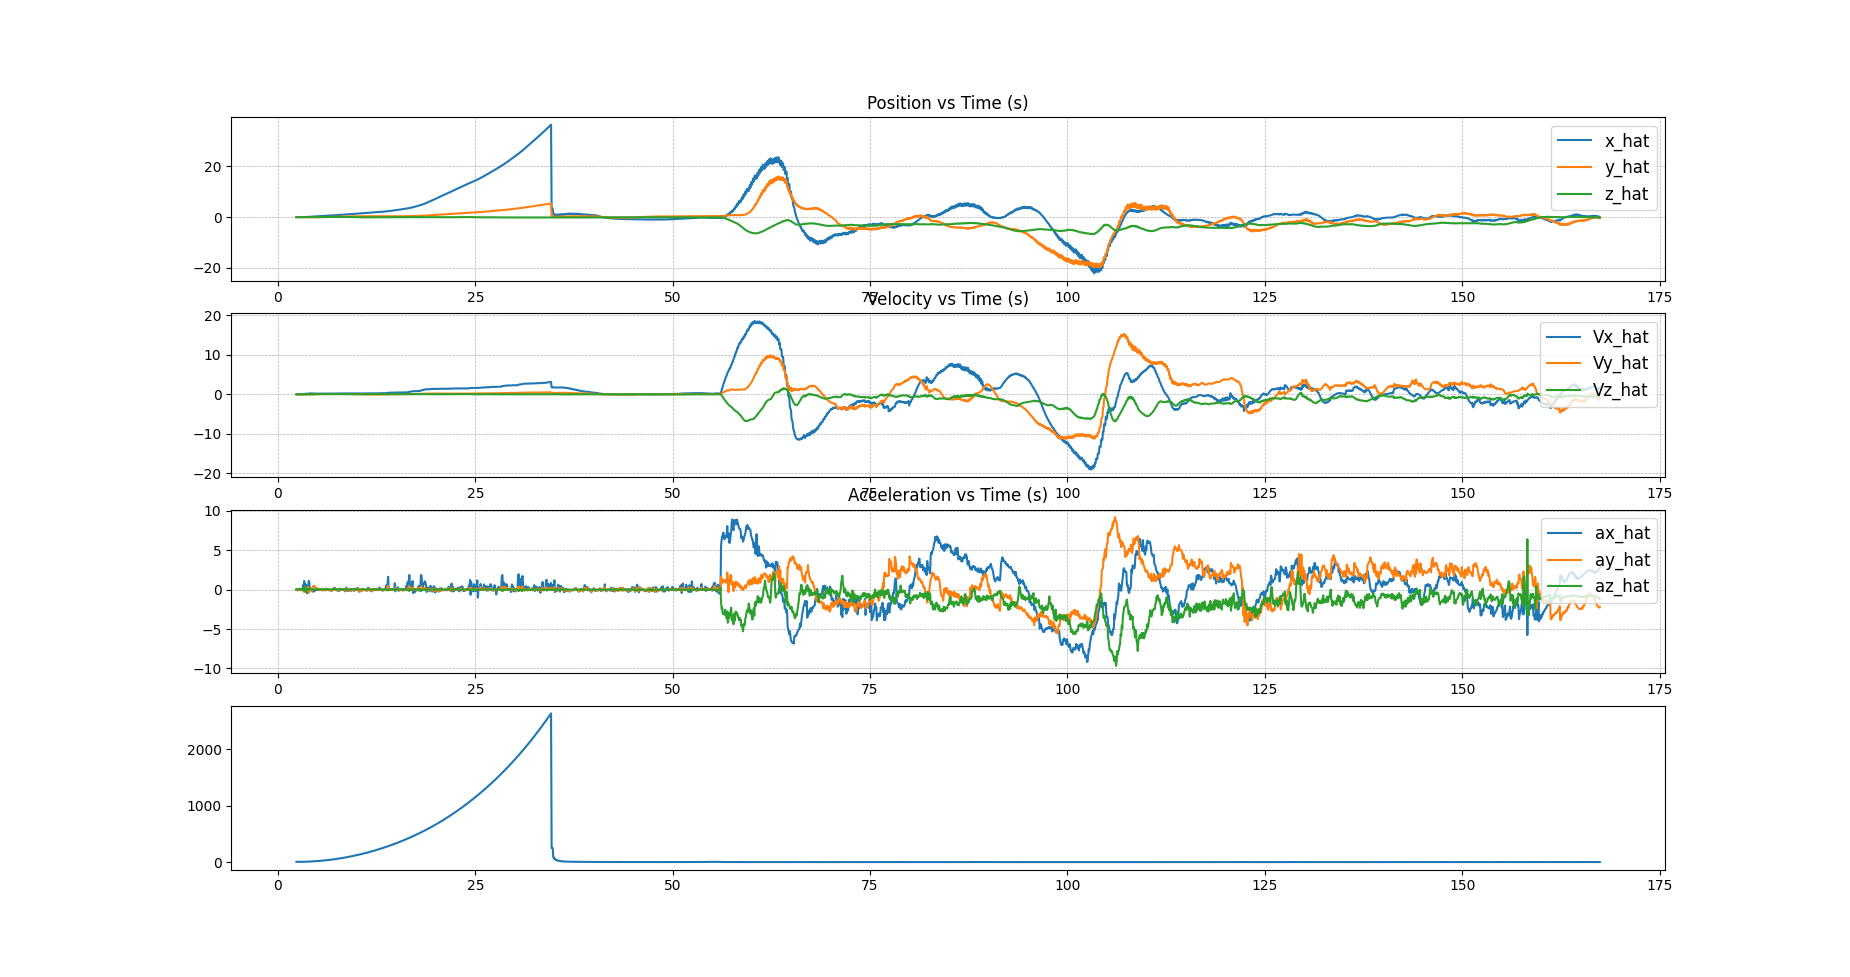 Position vs Time (s)
20
0
−20
x_hat
y_hat
z_hat
0 25 50 75 100 125 150 175
Velocity vs Time (s)
20
10
0
−10
−20
Vx_hat
Vy_hat
Vz_hat
0 25 50 75 100 125 150 175
Acceleration vs Time (s)
10
5
0
−5
−10
ax_hat
ay_hat
az_hat
0 25 50 75 100 125 150 175
2000
1000
0
0 25 50 75 100 125 150 175